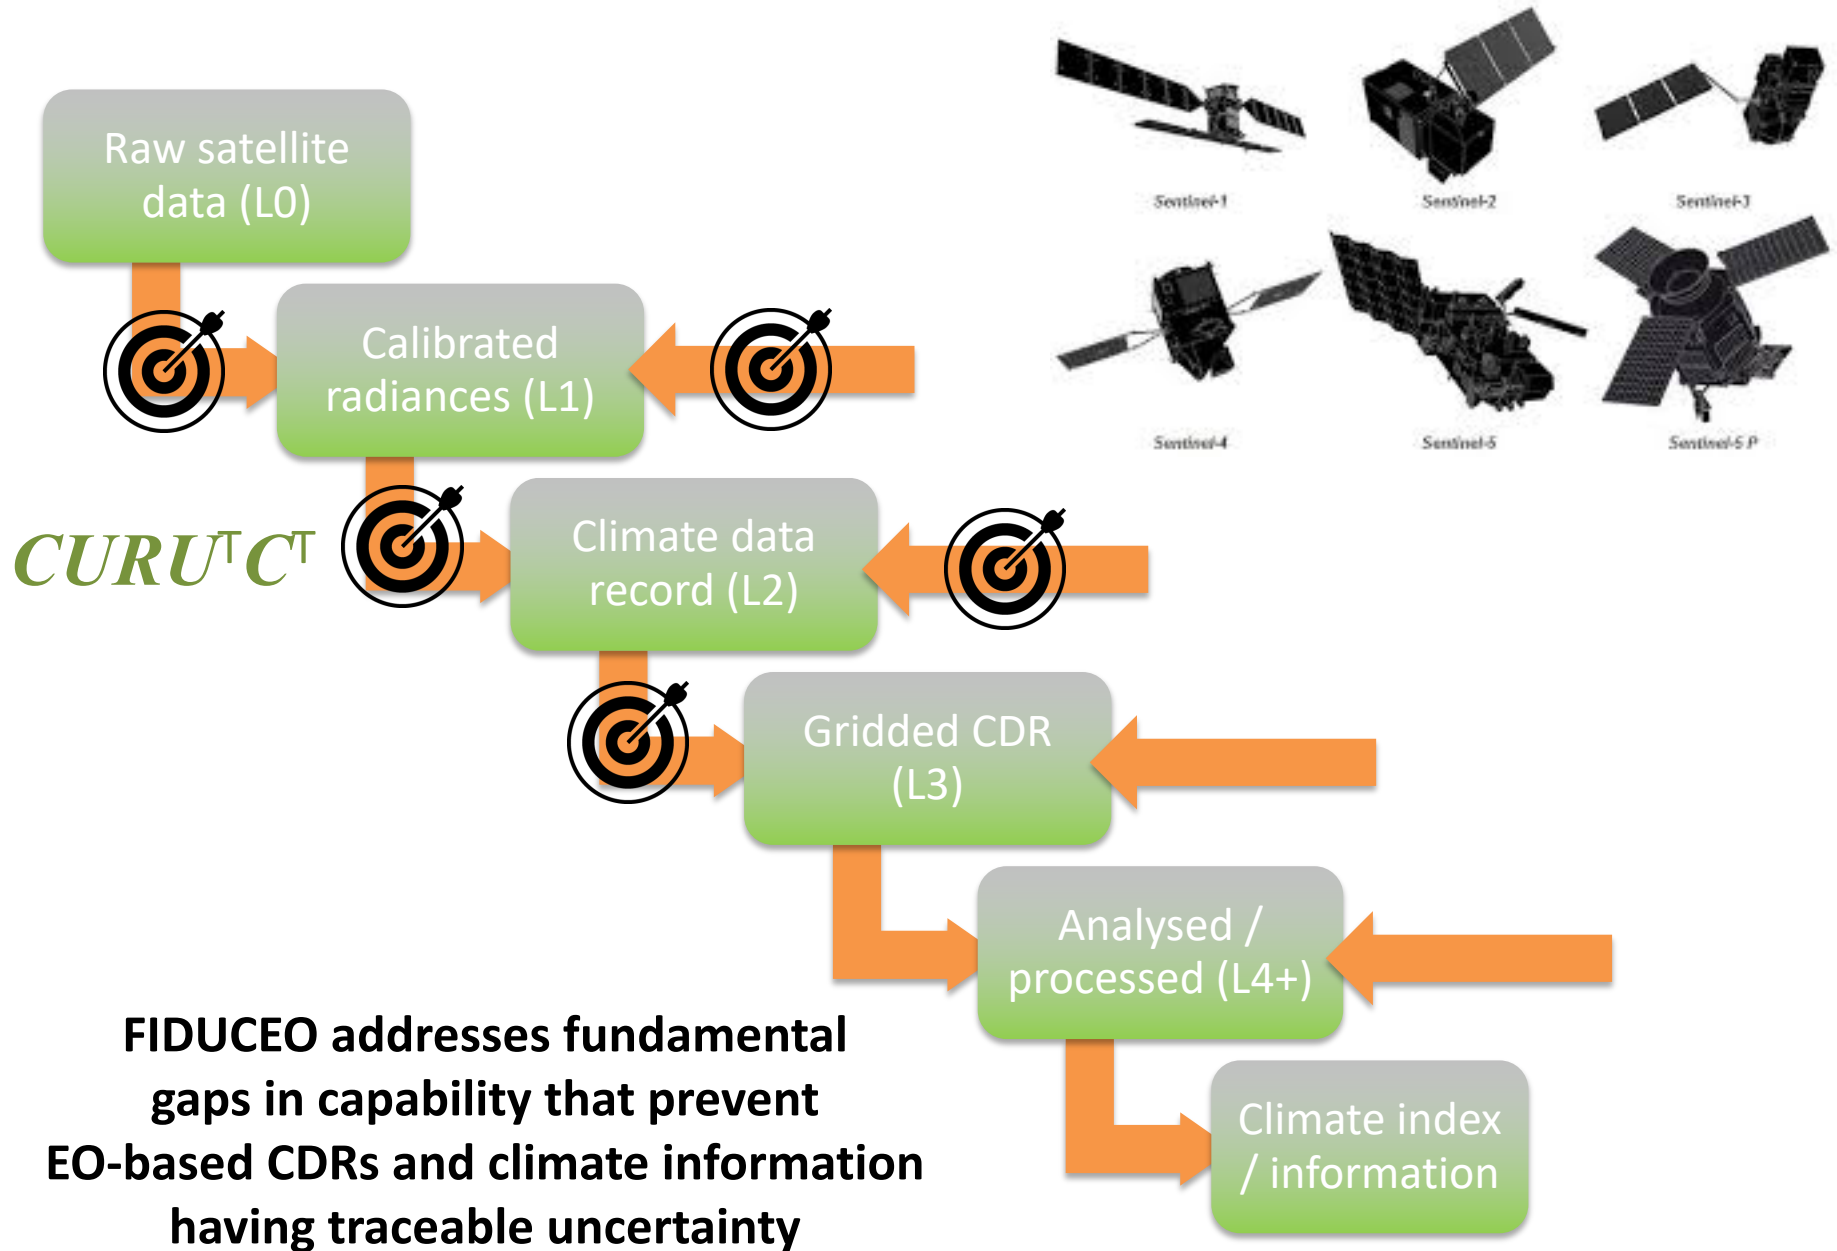 Raw satellite
data (L0)
Sentinel-1
Sentinel-2
Sentinel-3
Calibrated
radiances (L1)
Sentinel-4
Sentinel-5
Sentinel-5 P
CURUᵀCᵀ
Climate data
record (L2)
Gridded CDR
(L3)
Analysed /
processed (L4+)
FIDUCEO addresses fundamental
gaps in capability that prevent
EO-based CDRs and climate information
having traceable uncertainty
Climate index
/ information